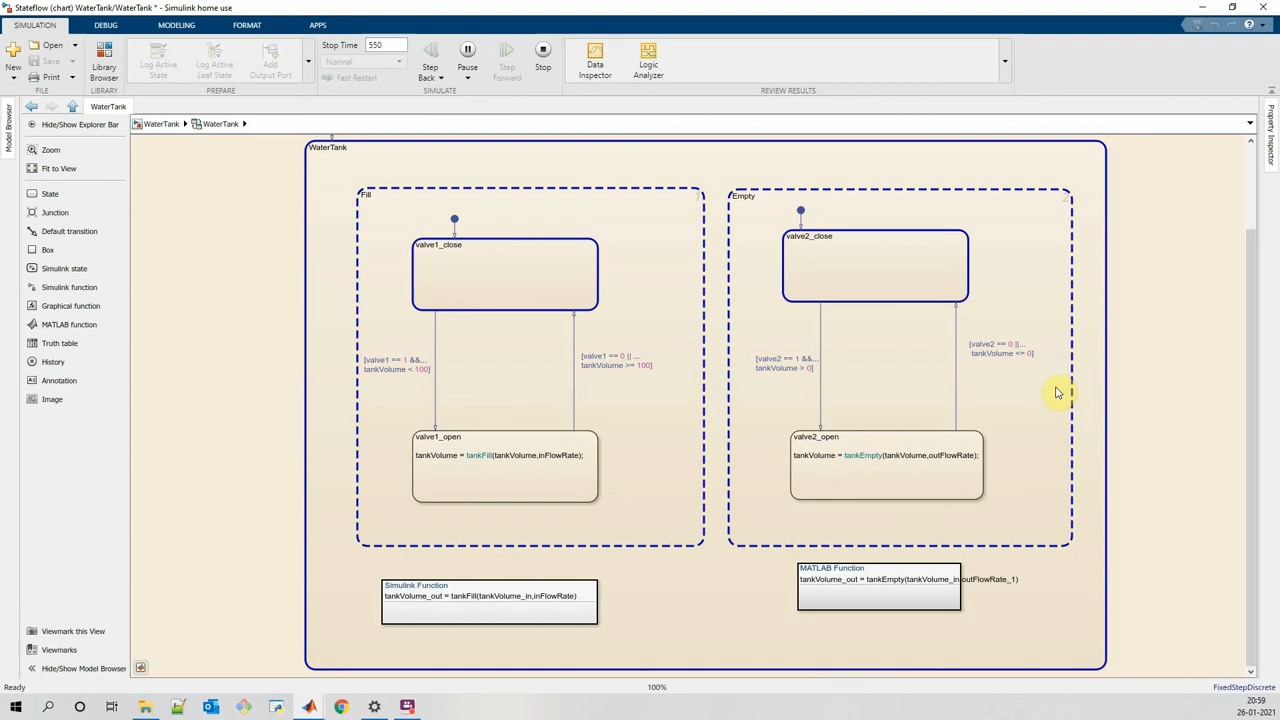 Stateflow (chart) WaterTank/WaterTank * - Simulink home use
SIMULATION DEBUG MODELING FORMAT APPS
New
Open
Save
Print
FILE
Library
Browser
LIBRARY
Log Active
State
Log Active
Leaf State
Add
Output Port
PREPARE
Stop Time 550
Normal
Fast Restart
Step
Back
Pause
Step
Forward
Stop
SIMULATE
Data
Inspector
Logic
Analyzer
REVIEW RESULTS
WaterTank
Model Browser
Hide/Show Explorer Bar
WaterTank WaterTank
Property Inspector
Zoom
Fit to View
State
Junction
Default transition
Box
Simulink state
Simulink function
Graphical function
MATLAB function
Truth table
History
Annotation
Image
Viewmark this View
Viewmarks
Hide/Show Model Browser
WaterTank
Fill
1
valve1_close
[valve1 == 1 &&...
tankVolume < 100]
[valve1 == 0 || ...
tankVolume >= 100]
valve1_open
tankVolume = tankFill(tankVolume,inFlowRate);
Empty
2
valve2_close
[valve2 == 1 &&...
tankVolume > 0]
[valve2 == 0 ||...
tankVolume <= 0]
valve2_open
tankVolume = tankEmpty(tankVolume,outFlowRate);
Simulink Function
tankVolume_out = tankFill(tankVolume_in,inFlowRate)
MATLAB Function
tankVolume_out = tankEmpty(tankVolume_in,outFlowRate_1)
Ready
100%
FixedStepDiscrete
20:59
26-01-2021